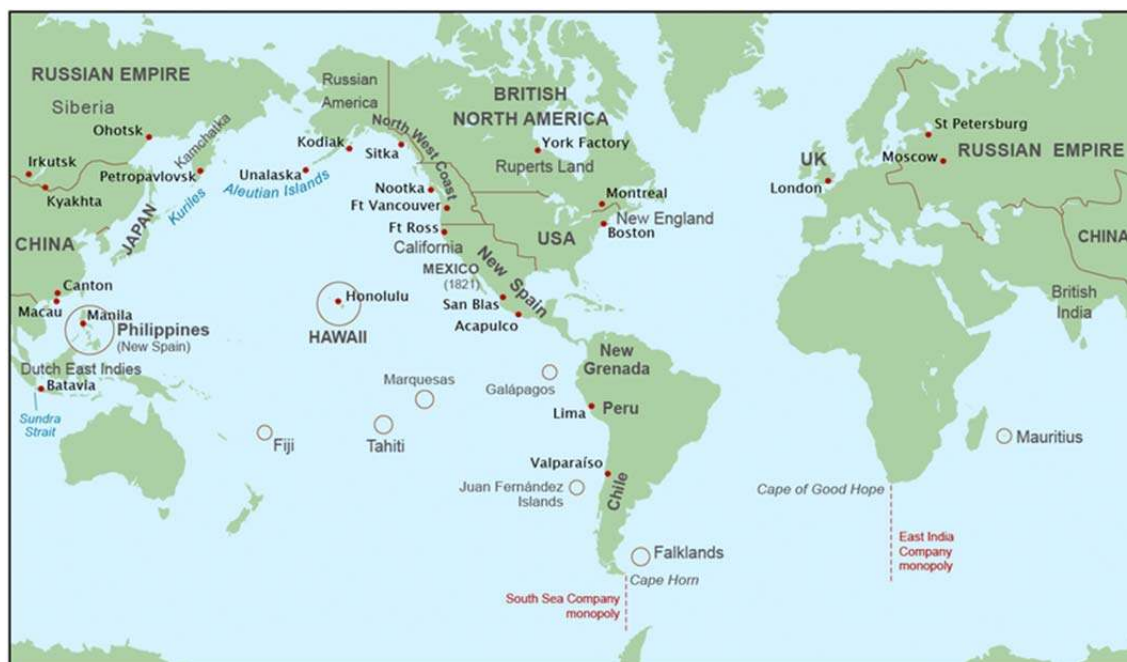 RUSSIAN EMPIRE
Siberia
Ohotsk
Kamchatka
Irkutsk
Petropavlovsk
Kyakhta
Kuriles
JAPAN
CHINA
Canton
Macau
Manila
Philippines
(New Spain)
Dutch East Indies
Batavia
Sundra
Strait
Russian
America
Kodiak
Sitka
Unalaska
Aleutian Islands
North West Coast
Nootka
Ft Vancouver
Ft Ross
California
BRITISH
NORTH AMERICA
York Factory
Ruperts Land
Montreal
New England
Boston
USA
MEXICO
(1821)
New Spain
San Blas
Acapulco
Honolulu
HAWAII
Marquesas
Galápagos
Fiji
Tahiti
New
Grenada
Lima
Peru
Valparaíso
Chile
Juan Fernández
Islands
Falklands
Cape Horn
South Sea Company
monopoly
UK
London
St Petersburg
Moscow
RUSSIAN EMPIRE
CHINA
British
India
Mauritius
Cape of Good Hope
East India
Company
monopoly